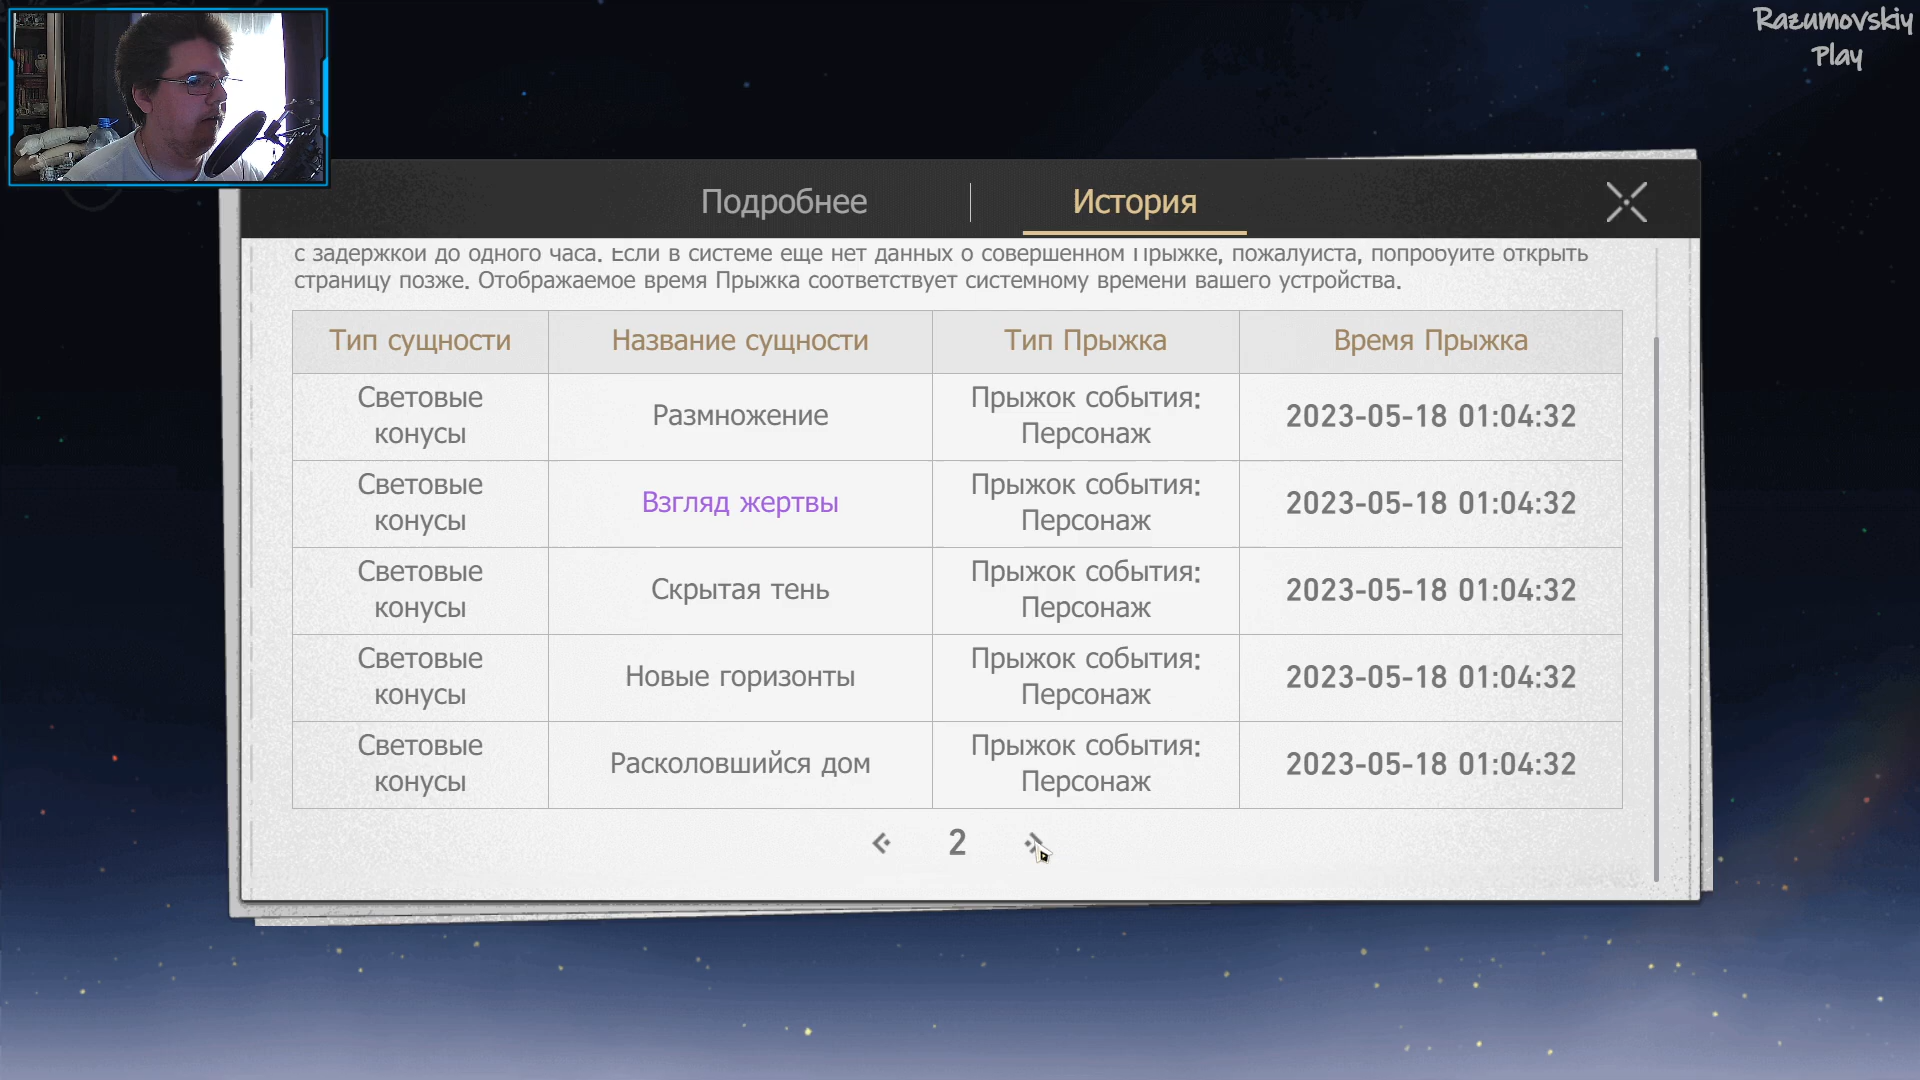 Razumovskiy
Play
Подробнее
История
с задержкой до одного часа. Если в системе еще нет данных о совершенном Прыжке, пожалуйста, попробуйте открыть
страницу позже. Отображаемое время Прыжка соответствует системному времени вашего устройства.
Тип сущности Название сущности Тип Прыжка Время Прыжка
Световые
конусы
Размножение
Прыжок события:
Персонаж
2023-05-18 01:04:32
Световые
конусы
Взгляд жертвы
Прыжок события:
Персонаж
2023-05-18 01:04:32
Световые
конусы
Скрытая тень
Прыжок события:
Персонаж
2023-05-18 01:04:32
Световые
конусы
Новые горизонты
Прыжок события:
Персонаж
2023-05-18 01:04:32
Световые
конусы
Расколовшийся дом
Прыжок события:
Персонаж
2023-05-18 01:04:32
2